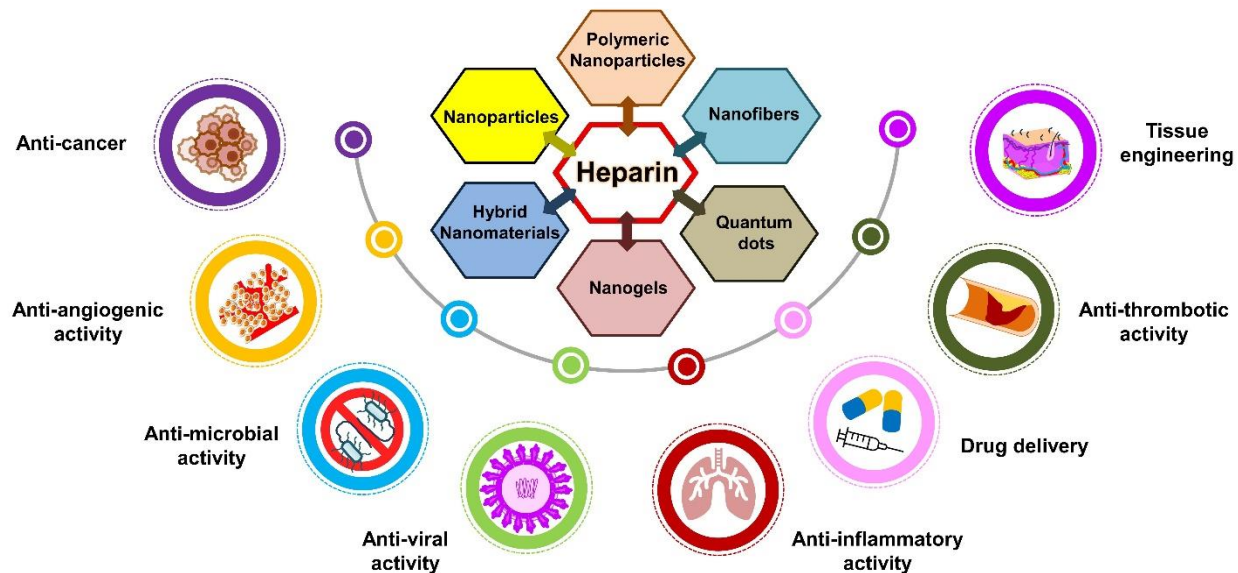 Polymeric
Nanoparticles
Nanoparticles
Nanofibers
Heparin
Hybrid
Nanomaterials
Quantum
dots
Nanogels
Anti-cancer
Anti-angiogenic
activity
Anti-microbial
activity
Anti-viral
activity
Anti-inflammatory
activity
Drug delivery
Anti-thrombotic
activity
Tissue
engineering